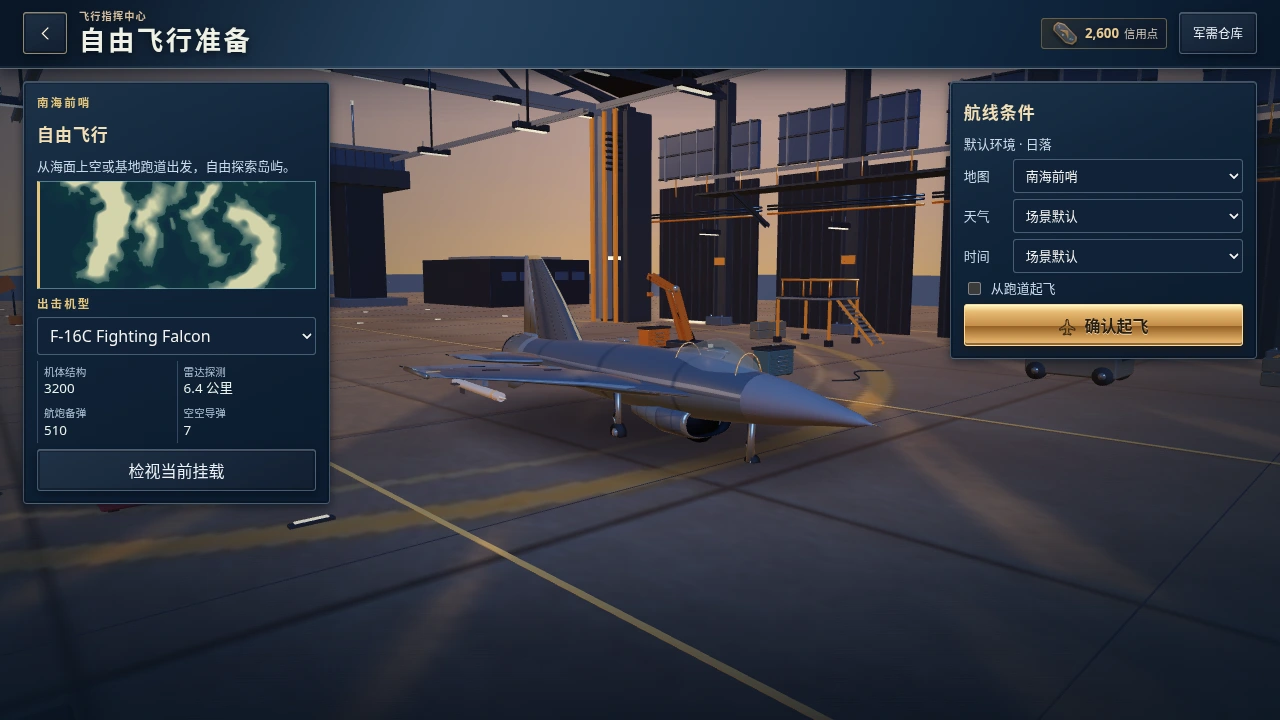 飞行指挥中心
自由飞行准备
2,600 信用点
军需仓库
南海前哨
自由飞行
从海面上空或基地跑道出发，自由探索岛屿。
出击机型
F-16C Fighting Falcon
机体结构
3200
雷达探测
6.4 公里
航炮备弹
510
空空导弹
7
检视当前挂载
航线条件
默认环境 · 日落
地图 南海前哨
天气 场景默认
时间 场景默认
从跑道起飞
确认起飞